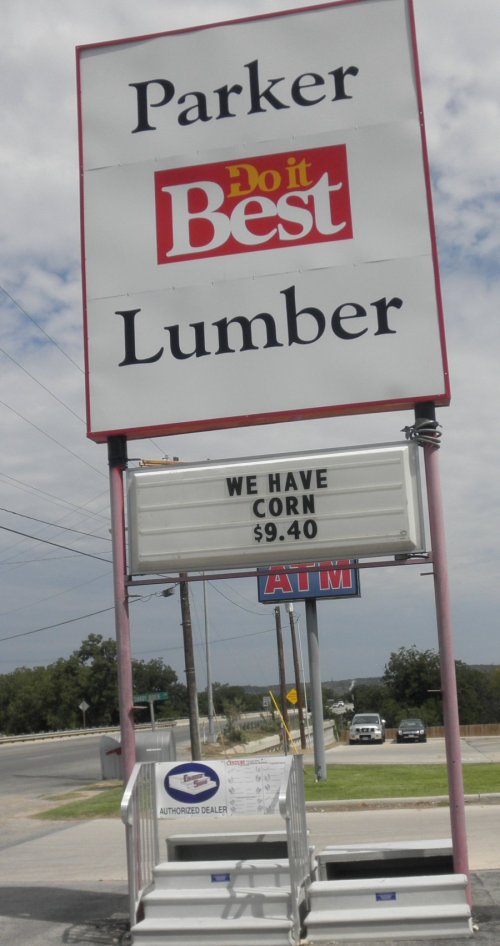 Parker
Do it
Best
Lumber
WE HAVE
CORN
$9.40
ATM
AUTHORIZED DEALER